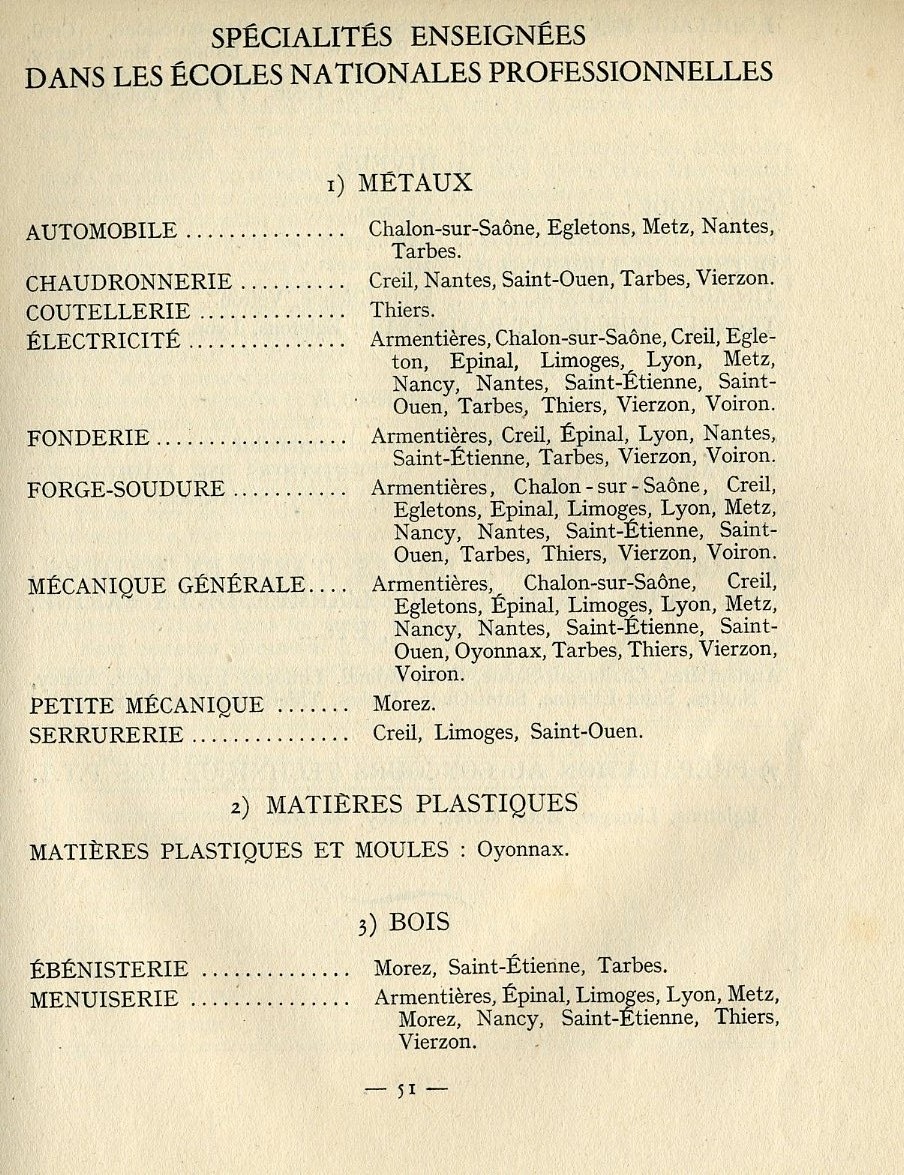 SPÉCIALITÉS ENSEIGNÉES
DANS LES ÉCOLES NATIONALES PROFESSIONNELLES
1) MÉTAUX
AUTOMOBILE ............... Chalon-sur-Saône, Egletons, Metz, Nantes,
Tarbes.
CHAUDRONNERIE .......... Creil, Nantes, Saint-Ouen, Tarbes, Vierzon.
COUTELLERIE .............. Thiers.
ÉLECTRICITÉ ............... Armentières, Chalon-sur-Saône, Creil, Egle-
ton, Epinal, Limoges, Lyon, Metz,
Nancy, Nantes, Saint-Étienne, Saint-
Ouen, Tarbes, Thiers, Vierzon, Voiron.
FONDERIE .................. Armentières, Creil, Épinal, Lyon, Nantes,
Saint-Étienne, Tarbes, Vierzon, Voiron.
FORGE-SOUDURE ........... Armentières, Chalon-sur-Saône, Creil,
Egletons, Epinal, Limoges, Lyon, Metz,
Nancy, Nantes, Saint-Étienne, Saint-
Ouen, Tarbes, Thiers, Vierzon, Voiron.
MÉCANIQUE GÉNÉRALE.... Armentières, Chalon-sur-Saône, Creil,
Egletons, Épinal, Limoges, Lyon, Metz,
Nancy, Nantes, Saint-Étienne, Saint-
Ouen, Oyonnax, Tarbes, Thiers, Vierzon,
Voiron.
PETITE MÉCANIQUE ....... Morez.
SERRURERIE ............... Creil, Limoges, Saint-Ouen.
2) MATIÈRES PLASTIQUES
MATIÈRES PLASTIQUES ET MOULES : Oyonnax.
3) BOIS
ÉBÉNISTERIE .............. Morez, Saint-Étienne, Tarbes.
MENUISERIE ............... Armentières, Épinal, Limoges, Lyon, Metz,
Morez, Nancy, Saint-Étienne, Thiers,
Vierzon.
— 51 —